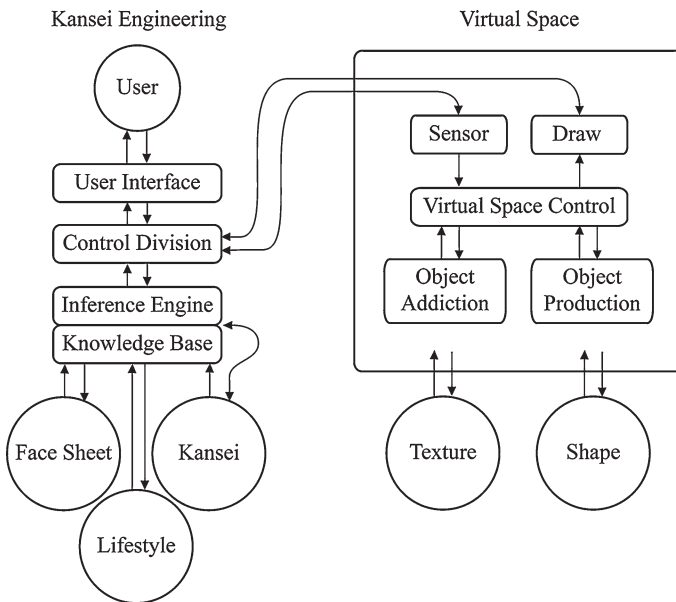 Kansei Engineering
Virtual Space
User
Sensor
Draw
User Interface
Virtual Space Control
Control Division
Object
Addiction
Object
Production
Inference Engine
Knowledge Base
Face Sheet
Kansei
Texture
Shape
Lifestyle